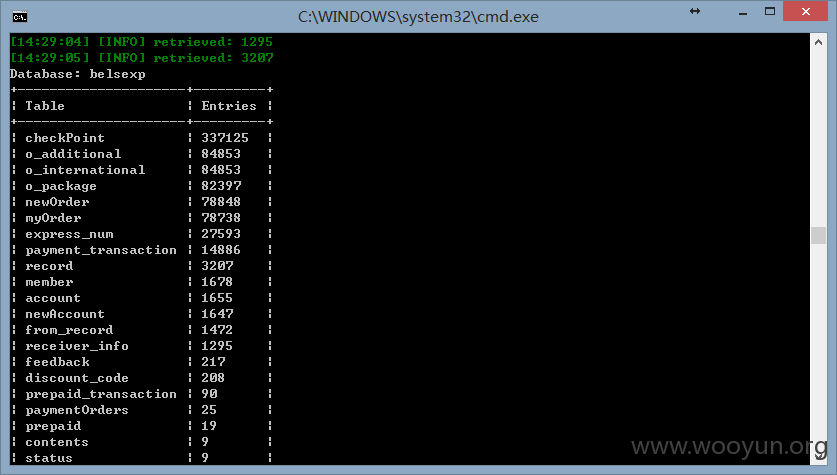 C:\WINDOWS\system32\cmd.exe
[14:29:04] [INFO] retrieved: 1295
[14:29:05] [INFO] retrieved: 3207
Database: belsexp
+---------------------+---------+
| Table | Entries |
+---------------------+---------+
| checkPoint | 337125 |
| o_additional | 84853 |
| o_international | 84853 |
| o_package | 82397 |
| newOrder | 78848 |
| myOrder | 78738 |
| express_num | 27593 |
| payment_transaction | 14886 |
| record | 3207 |
| member | 1678 |
| account | 1655 |
| newAccount | 1647 |
| from_record | 1472 |
| receiver_info | 1295 |
| feedback | 217 |
| discount_code | 208 |
| prepaid_transaction | 90 |
| paymentOrders | 25 |
| prepaid | 19 |
| contents | 9 |
| status | 9 |
www.wooyun.org